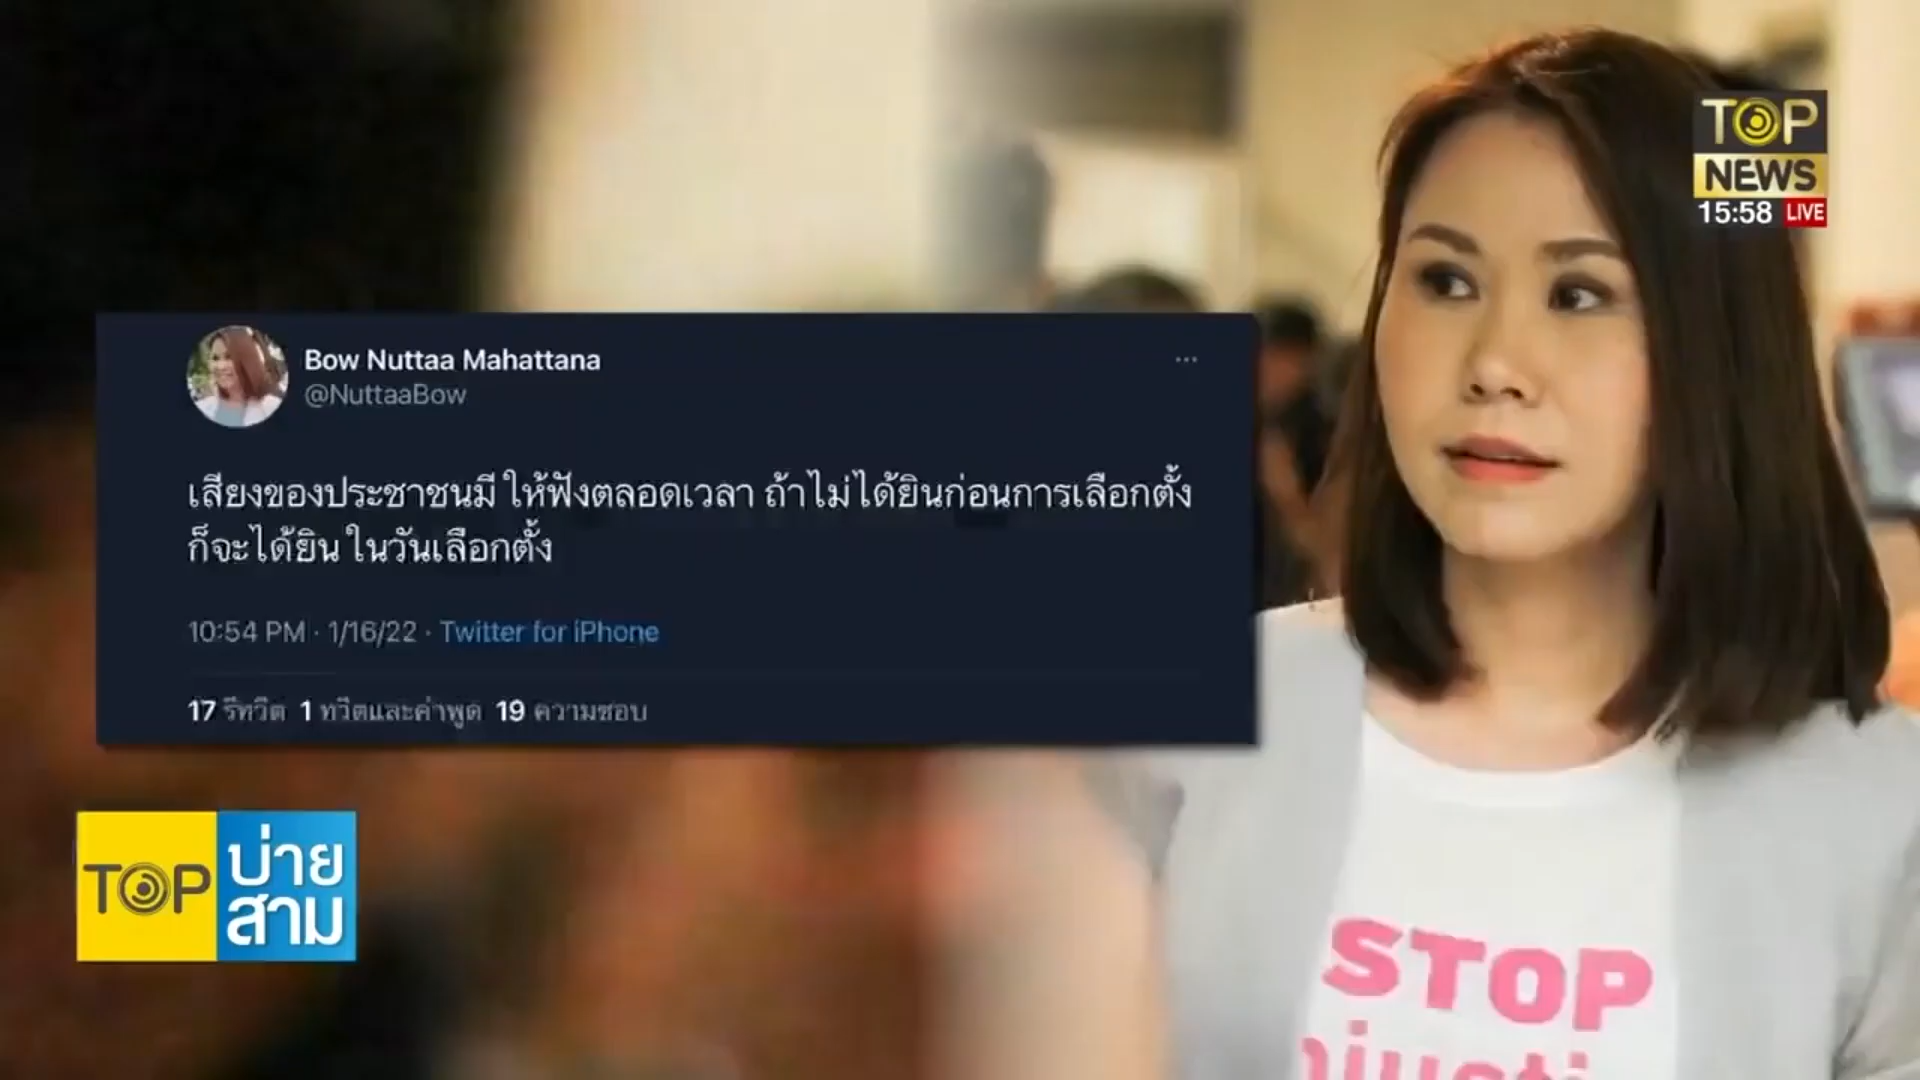 TOP
NEWS
15:58 LIVE
Bow Nuttaa Mahattana
@NuttaaBow
เสียงของประชาชนมี ให้ฟังตลอดเวลา ถ้าไม่ได้ยินก่อนการเลือกตั้ง
ก็จะได้ยิน ในวันเลือกตั้ง
10:54 PM · 1/16/22 · Twitter for iPhone
17 รีทวีต 1 ทวีตและคำพูด 19 ความชอบ
TOP บ่าย
สาม
STOP